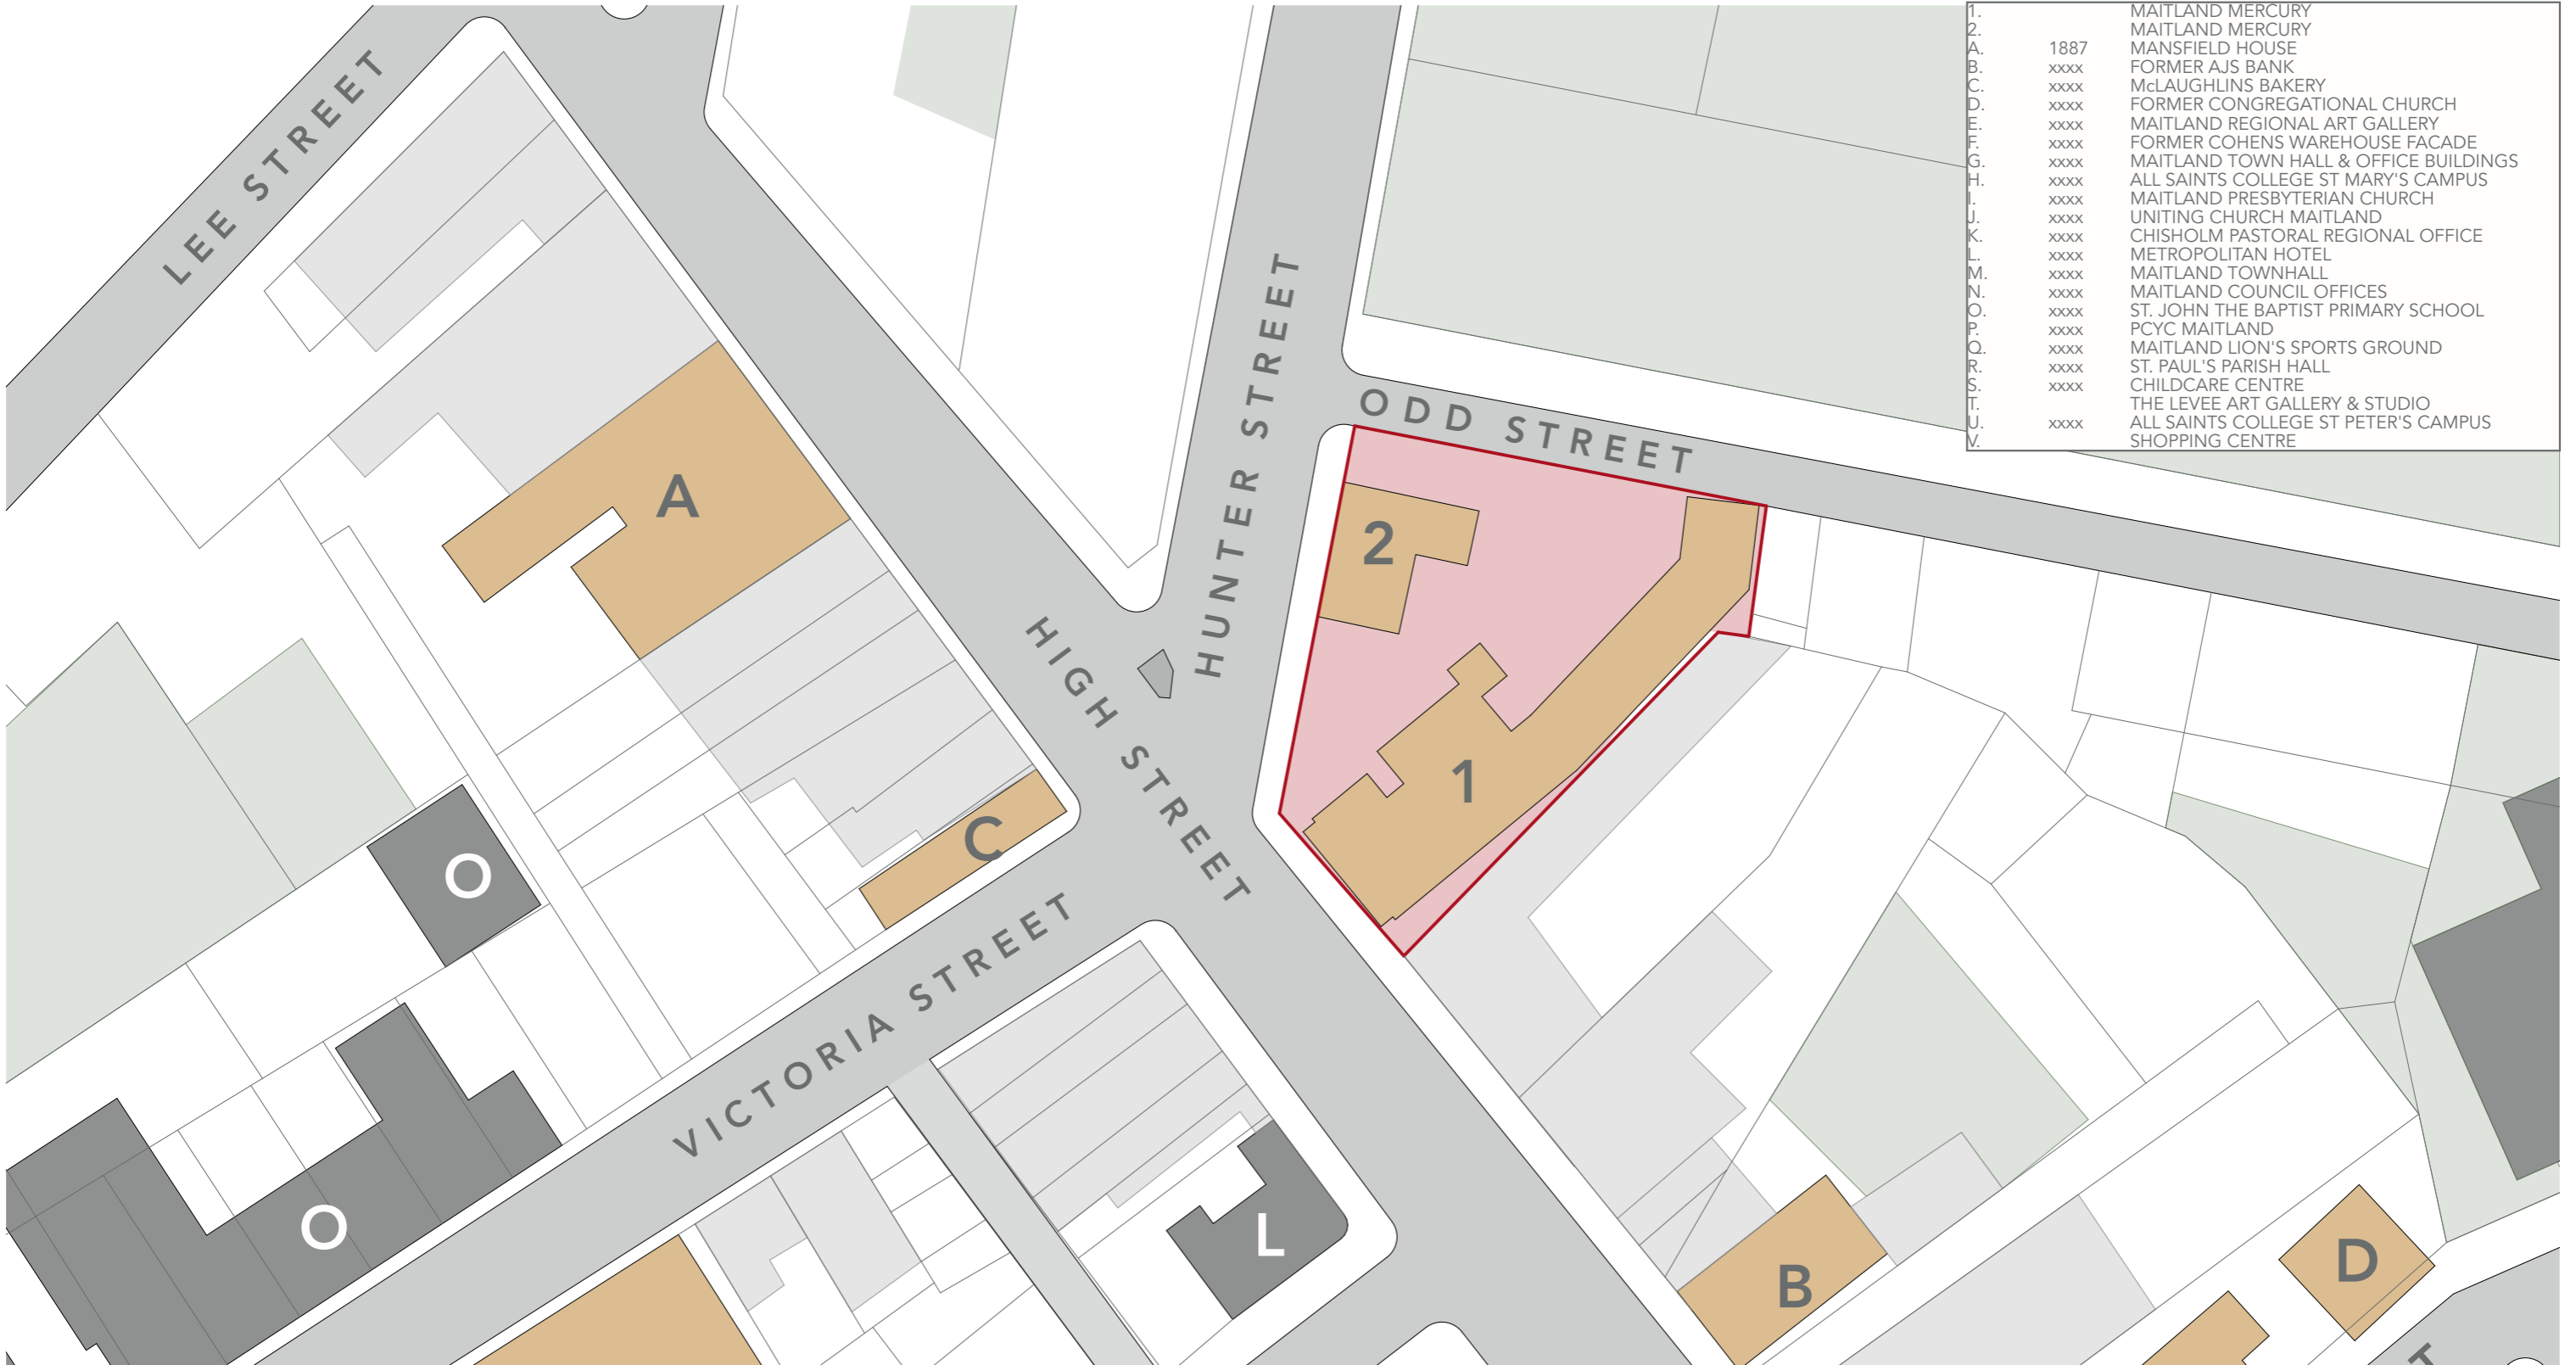 1. MAITLAND MERCURY
2. MAITLAND MERCURY
A. 1887 MANSFIELD HOUSE
B. xxxx FORMER AJS BANK
C. xxxx McLAUGHLINS BAKERY
D. xxxx FORMER CONGREGATIONAL CHURCH
E. xxxx MAITLAND REGIONAL ART GALLERY
F. xxxx FORMER COHENS WAREHOUSE FACADE
G. xxxx MAITLAND TOWN HALL & OFFICE BUILDINGS
H. xxxx ALL SAINTS COLLEGE ST MARY'S CAMPUS
I. xxxx MAITLAND PRESBYTERIAN CHURCH
J. xxxx UNITING CHURCH MAITLAND
K. xxxx CHISHOLM PASTORAL REGIONAL OFFICE
L. xxxx METROPOLITAN HOTEL
M. xxxx MAITLAND TOWNHALL
N. xxxx MAITLAND COUNCIL OFFICES
O. xxxx ST. JOHN THE BAPTIST PRIMARY SCHOOL
P. xxxx PCYC MAITLAND
Q. xxxx MAITLAND LION'S SPORTS GROUND
R. xxxx ST. PAUL'S PARISH HALL
S. xxxx CHILDCARE CENTRE
T. THE LEVEE ART GALLERY & STUDIO
U. xxxx ALL SAINTS COLLEGE ST PETER'S CAMPUS
V. SHOPPING CENTRE
LEE STREET
HUNTER STREET
ODD STREET
A
2
HIGH STREET
1
C
O
VICTORIA STREET
O
L
B
D
T